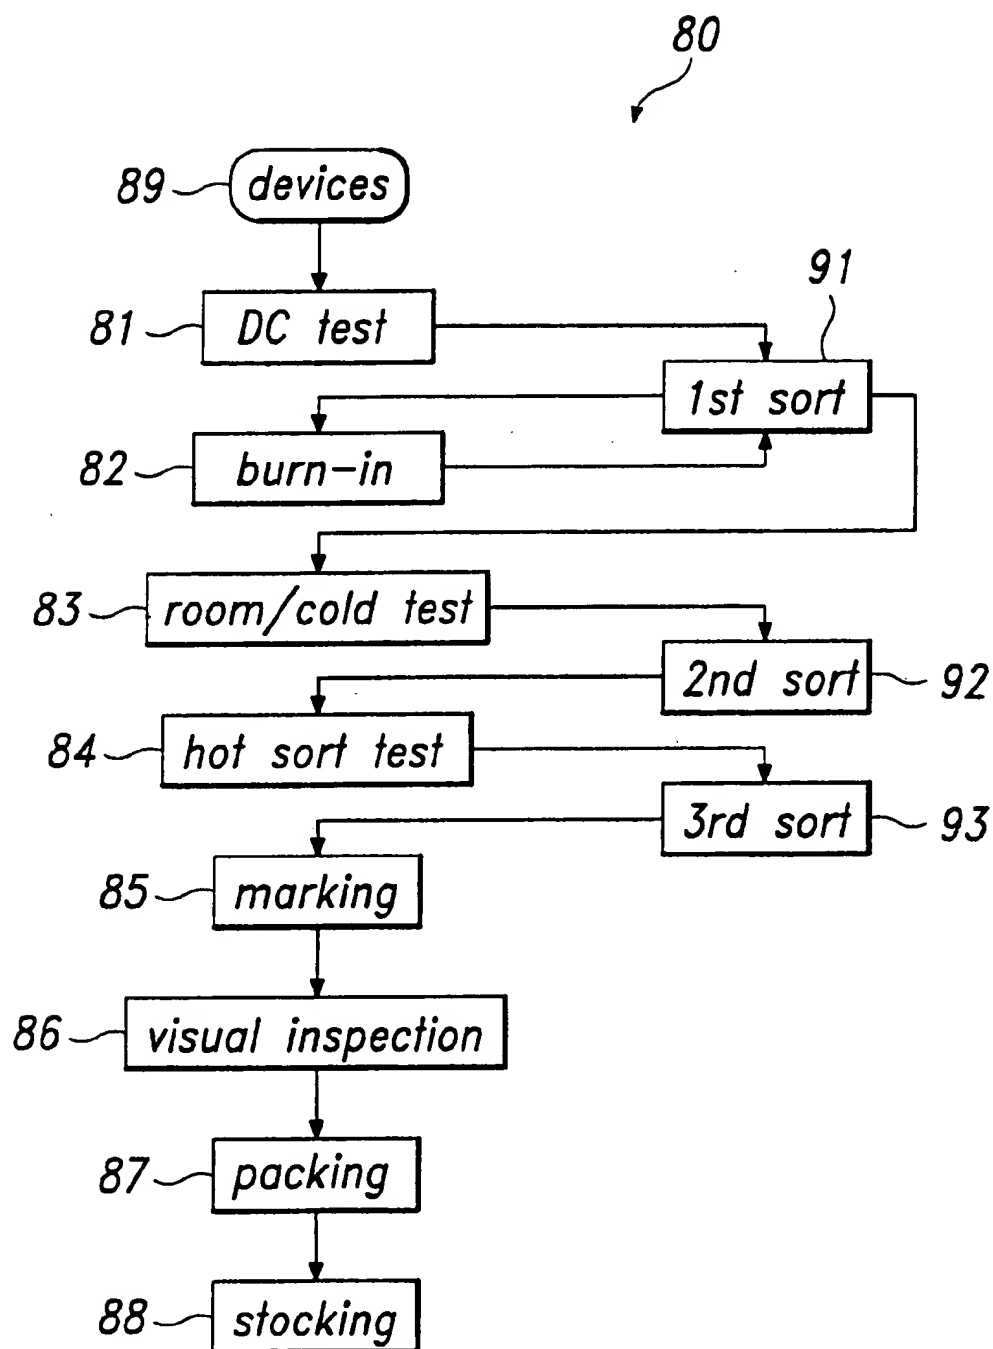 80
89 devices
91
81 DC test
1st sort
82 burn-in
83 room/cold test
2nd sort 92
84 hot sort test
3rd sort 93
85 marking
86 visual inspection
87 packing
88 stocking